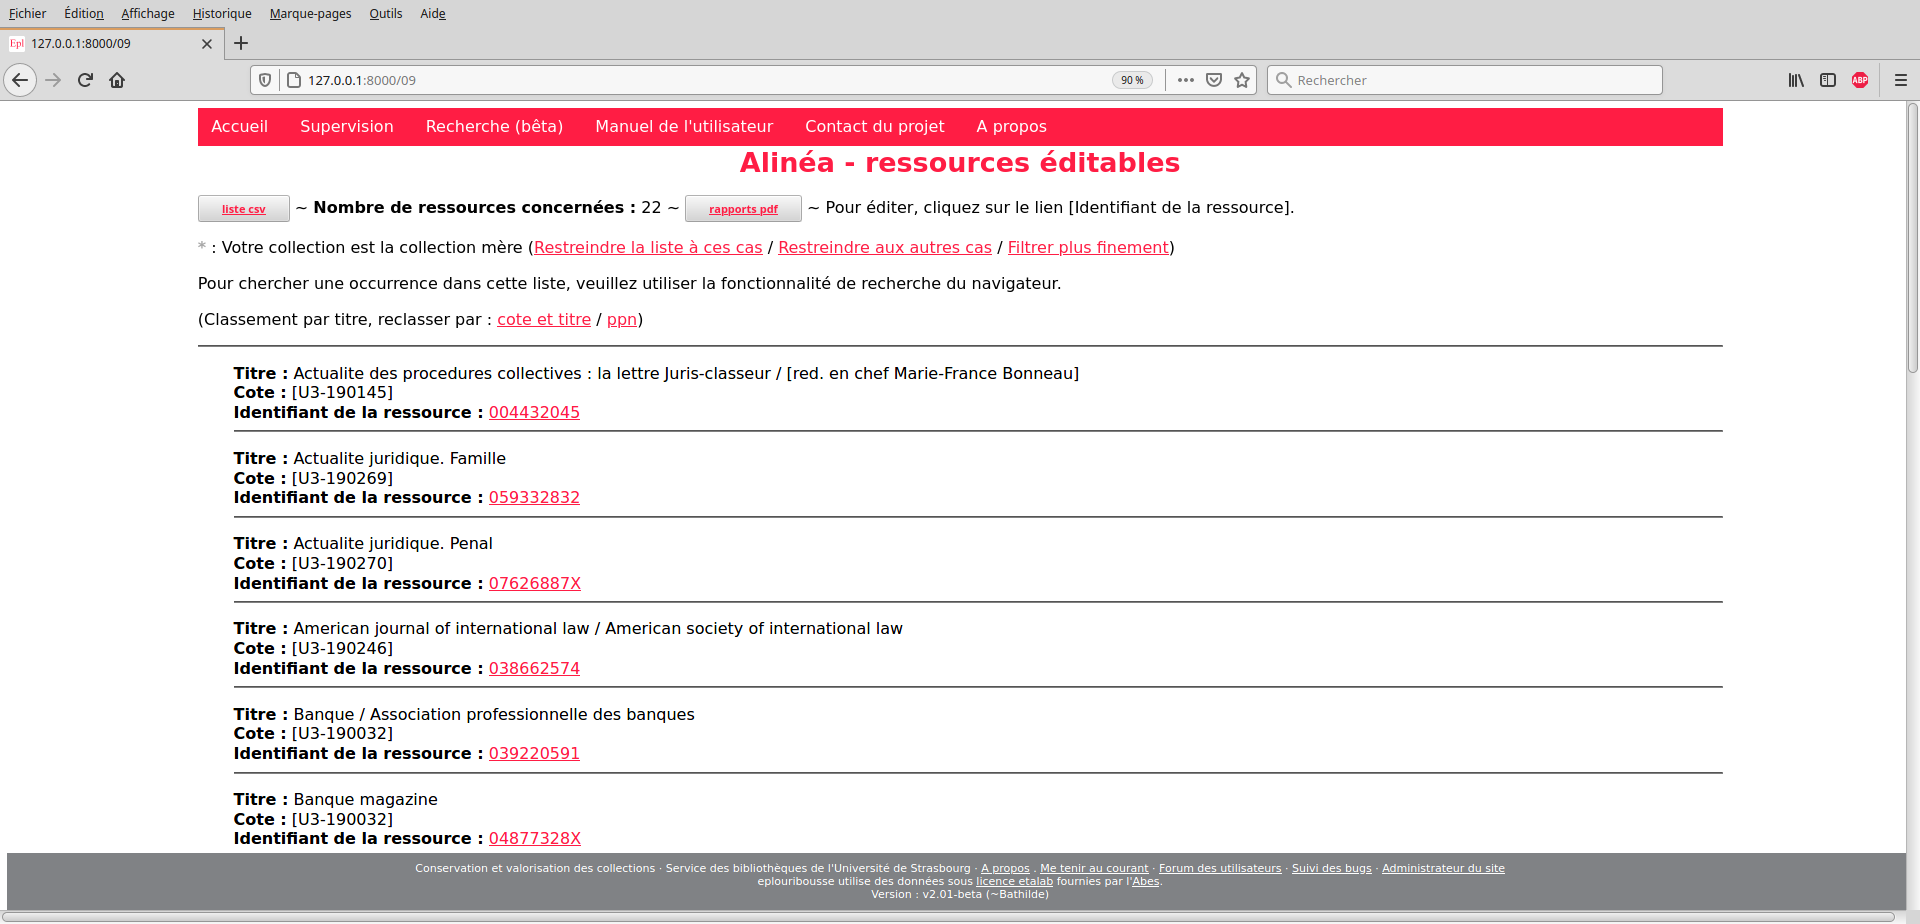 Fichier Édition Affichage Historique Marque-pages Outils Aide
Epl 127.0.0.1:8000/09
127.0.0.1:8000/09 90 % Rechercher ABP
Accueil Supervision Recherche (bêta) Manuel de l'utilisateur Contact du projet A propos
Alinéa - ressources éditables
liste csv ~ Nombre de ressources concernées : 22 ~ rapports pdf ~ Pour éditer, cliquez sur le lien [Identifiant de la ressource].
* : Votre collection est la collection mère (Restreindre la liste à ces cas / Restreindre aux autres cas / Filtrer plus finement)
Pour chercher une occurrence dans cette liste, veuillez utiliser la fonctionnalité de recherche du navigateur.
(Classement par titre, reclasser par : cote et titre / ppn)
Titre : Actualite des procedures collectives : la lettre Juris-classeur / [red. en chef Marie-France Bonneau]
Cote : [U3-190145]
Identifiant de la ressource : 004432045
Titre : Actualite juridique. Famille
Cote : [U3-190269]
Identifiant de la ressource : 059332832
Titre : Actualite juridique. Penal
Cote : [U3-190270]
Identifiant de la ressource : 07626887X
Titre : American journal of international law / American society of international law
Cote : [U3-190246]
Identifiant de la ressource : 038662574
Titre : Banque / Association professionnelle des banques
Cote : [U3-190032]
Identifiant de la ressource : 039220591
Titre : Banque magazine
Cote : [U3-190032]
Identifiant de la ressource : 04877328X
Conservation et valorisation des collections · Service des bibliothèques de l'Université de Strasbourg · A propos . Me tenir au courant · Forum des utilisateurs · Suivi des bugs · Administrateur du site
eplouribousse utilise des données sous licence etalab fournies par l'Abes.
Version : v2.01-beta (~Bathilde)